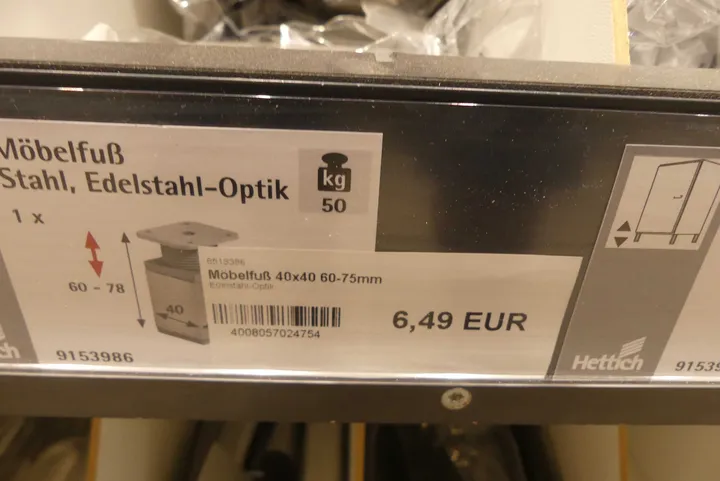 Möbelfuß
Stahl, Edelstahl-Optik
kg
50
1 x
60 - 78
40
9153986
Möbelfuß 40x40 60-75mm
Edelstahl-Optik
4008057024754
6,49 EUR
Hettich